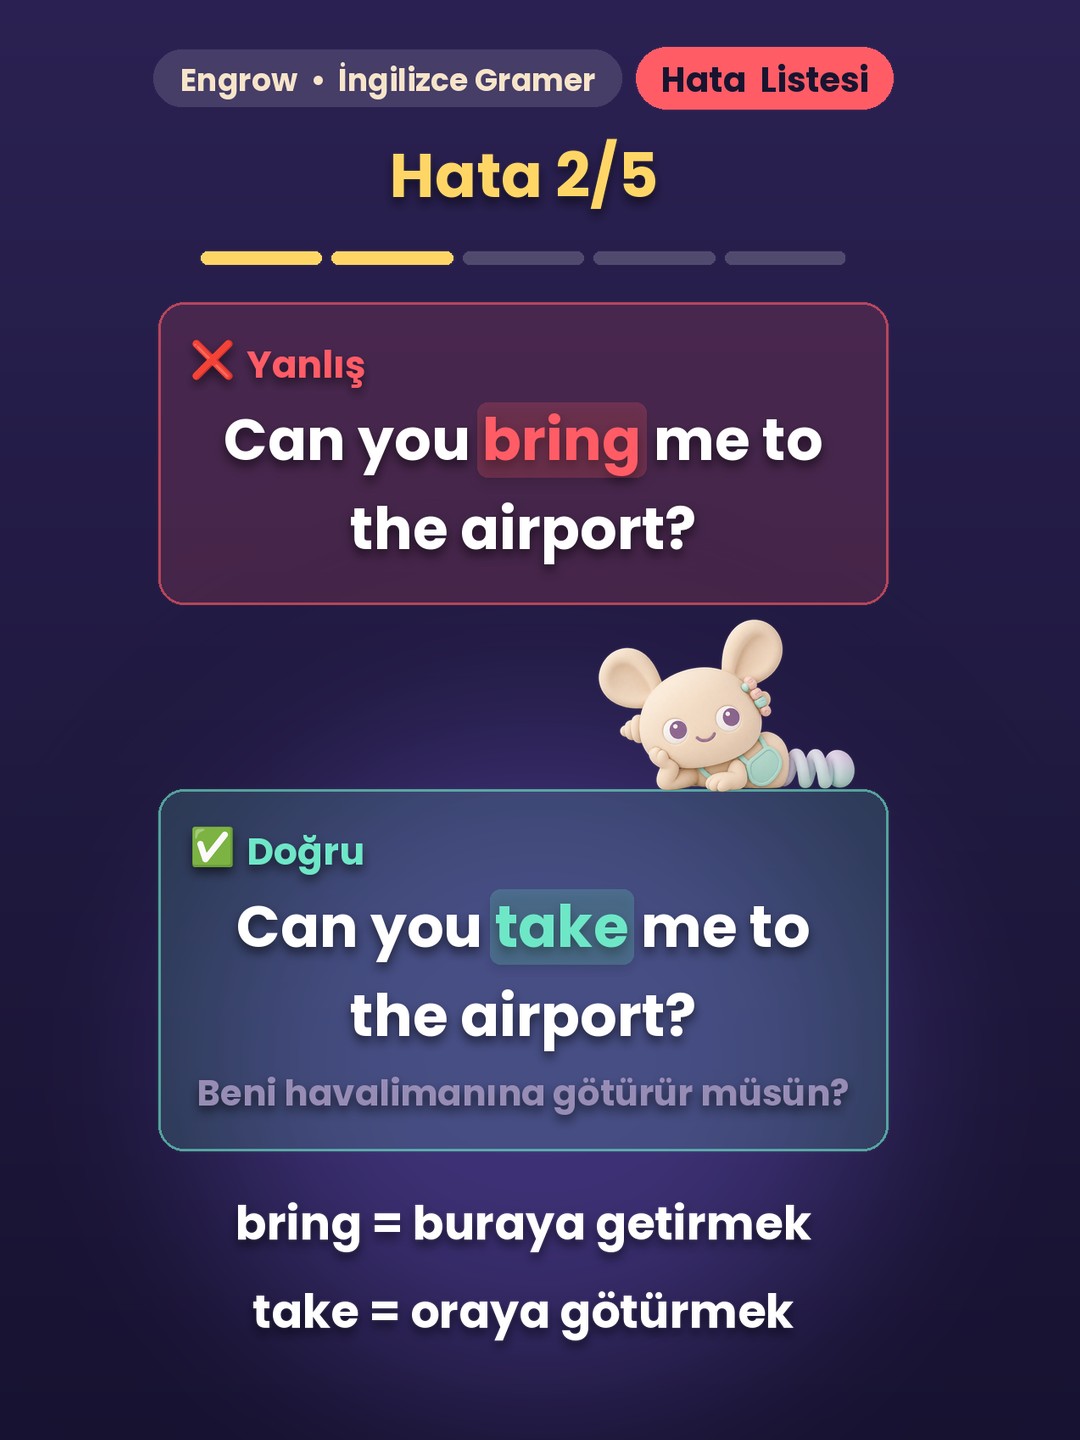 Engrow • İngilizce Gramer
Hata Listesi
Hata 2/5
❌ Yanlış
Can you bring me to
the airport?
✅ Doğru
Can you take me to
the airport?
Beni havalimanına götürür müsün?
bring = buraya getirmek
take = oraya götürmek